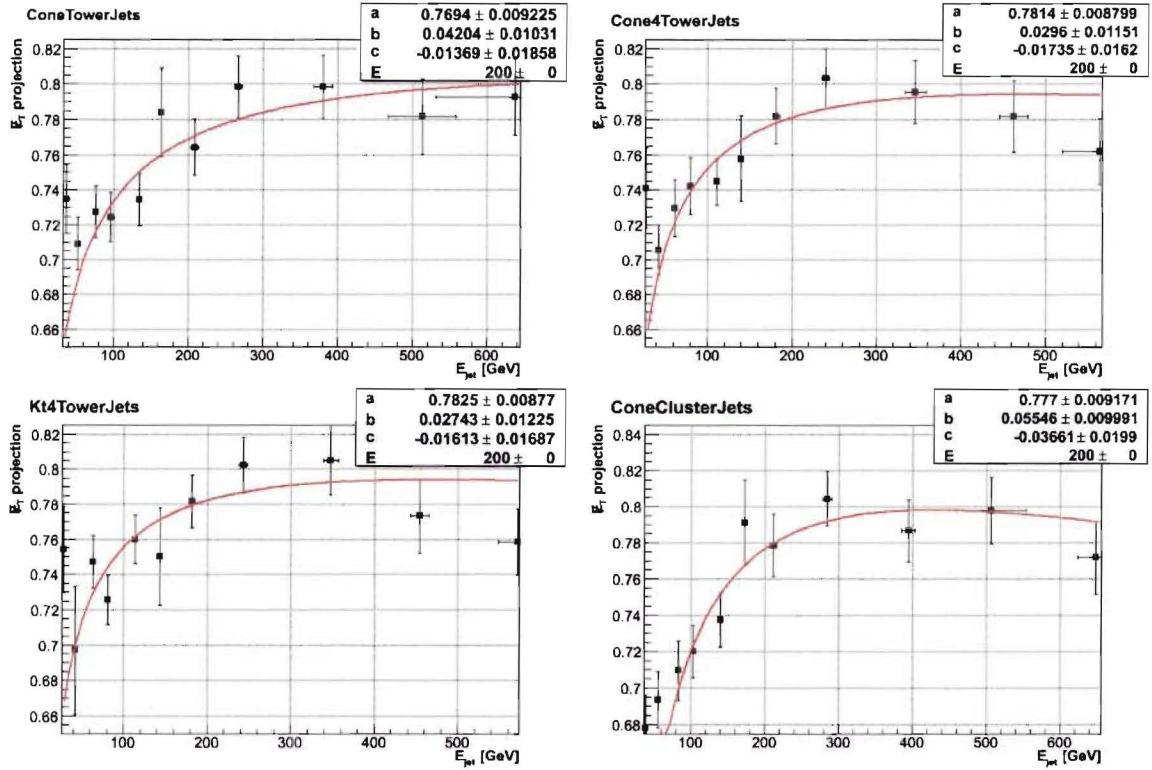 ConeTowerJets
a 0.7694 ± 0.009225
b 0.04204 ± 0.01031
c -0.01369 ± 0.01858
E 200 ± 0
E̸T projection
0.82
0.8
0.78
0.76
0.74
0.72
0.7
0.68
0.66
100 200 300 400 500 600
Ejet [GeV]
Cone4TowerJets
a 0.7814 ± 0.008799
b 0.0296 ± 0.01151
c -0.01735 ± 0.0162
E 200 ± 0
E̸T projection
0.82
0.8
0.78
0.76
0.74
0.72
0.7
0.68
0.66
100 200 300 400 500
Ejet [GeV]
Kt4TowerJets
a 0.7825 ± 0.00877
b 0.02743 ± 0.01225
c -0.01613 ± 0.01687
E 200 ± 0
E̸T projection
0.82
0.8
0.78
0.76
0.74
0.72
0.7
0.68
0.66
100 200 300 400 500
Ejet [GeV]
ConeClusterJets
a 0.777 ± 0.009171
b 0.05546 ± 0.009991
c -0.03661 ± 0.0199
E 200 ± 0
E̸T projection
0.84
0.82
0.8
0.78
0.76
0.74
0.72
0.7
0.68
100 200 300 400 500 600
Ejet [GeV]